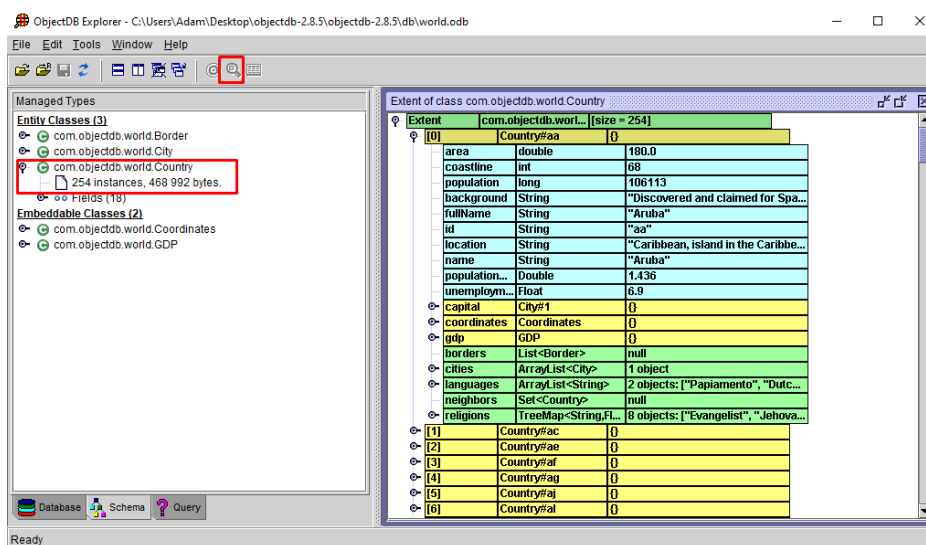 ObjectDB Explorer - C:\Users\Adam\Desktop\objectdb-2.8.5\objectdb-2.8.5\db\world.odb
File Edit Tools Window Help
Managed Types
Entity Classes (3)
com.objectdb.world.Border
com.objectdb.world.City
com.objectdb.world.Country
254 instances, 468 992 bytes.
Fields (18)
Embeddable Classes (2)
com.objectdb.world.Coordinates
com.objectdb.world.GDP
Database Schema Query
Ready
Extent of class com.objectdb.world.Country
Extent com.objectdb.worl... [size = 254]
[0] Country#aa {}
area double 180.0
coastline int 68
population long 106113
background String "Discovered and claimed for Spa...
fullName String "Aruba"
id String "aa"
location String "Caribbean, island in the Caribbe...
name String "Aruba"
population... Double 1.436
unemploym... Float 6.9
capital City#1 {}
coordinates Coordinates {}
gdp GDP {}
borders List<Border> null
cities ArrayList<City> 1 object
languages ArrayList<String> 2 objects: ["Papiamento", "Dutc...
neighbors Set<Country> null
religions TreeMap<String,Fl... 8 objects: ["Evangelist", "Jehova...
[1] Country#ac {}
[2] Country#ae {}
[3] Country#af {}
[4] Country#ag {}
[5] Country#aj {}
[6] Country#al {}